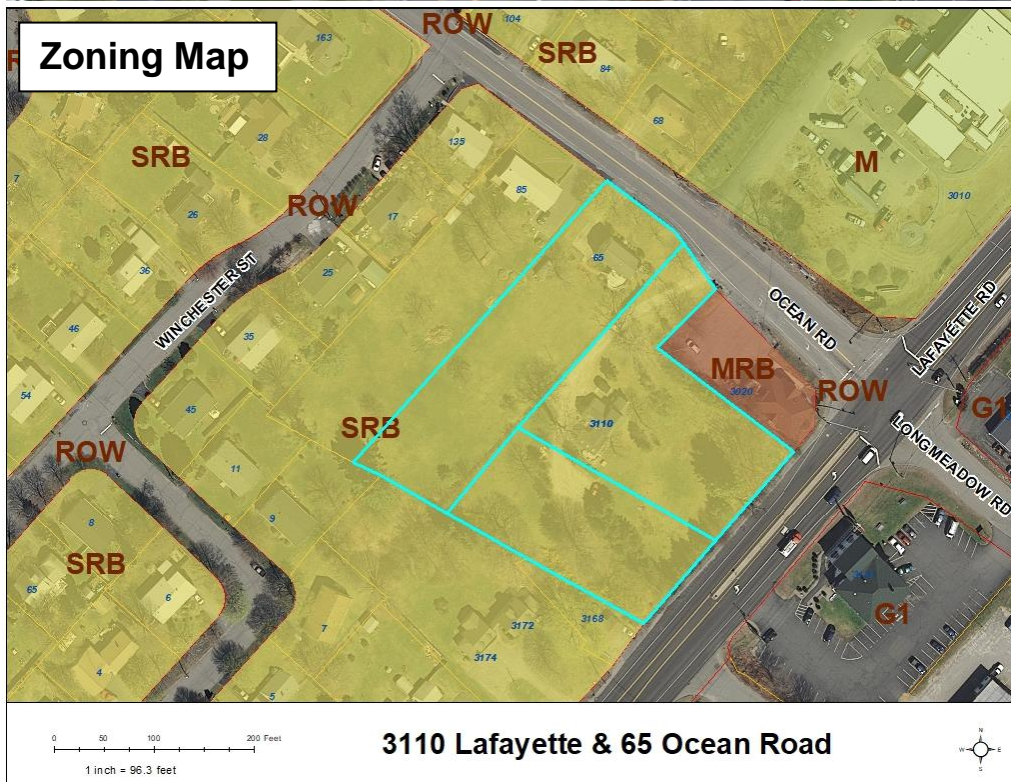 Zoning Map
ROW
104
163
SRB
84
R
68
28
135
M
SRB
85
7
3010
ROW
17
26
65
25
36
WINCHESTER ST
OCEAN RD
LAFAYETTE RD
46
35
MRB
3020
ROW
54
45
G1
3110
SRB
LONGMEADOW RD
ROW
11
8
9
SRB
65
6
G1
7
3172
3168
3174
4
5
0 50 100 200 Feet
1 inch = 96.3 feet
3110 Lafayette & 65 Ocean Road
N
W E
S